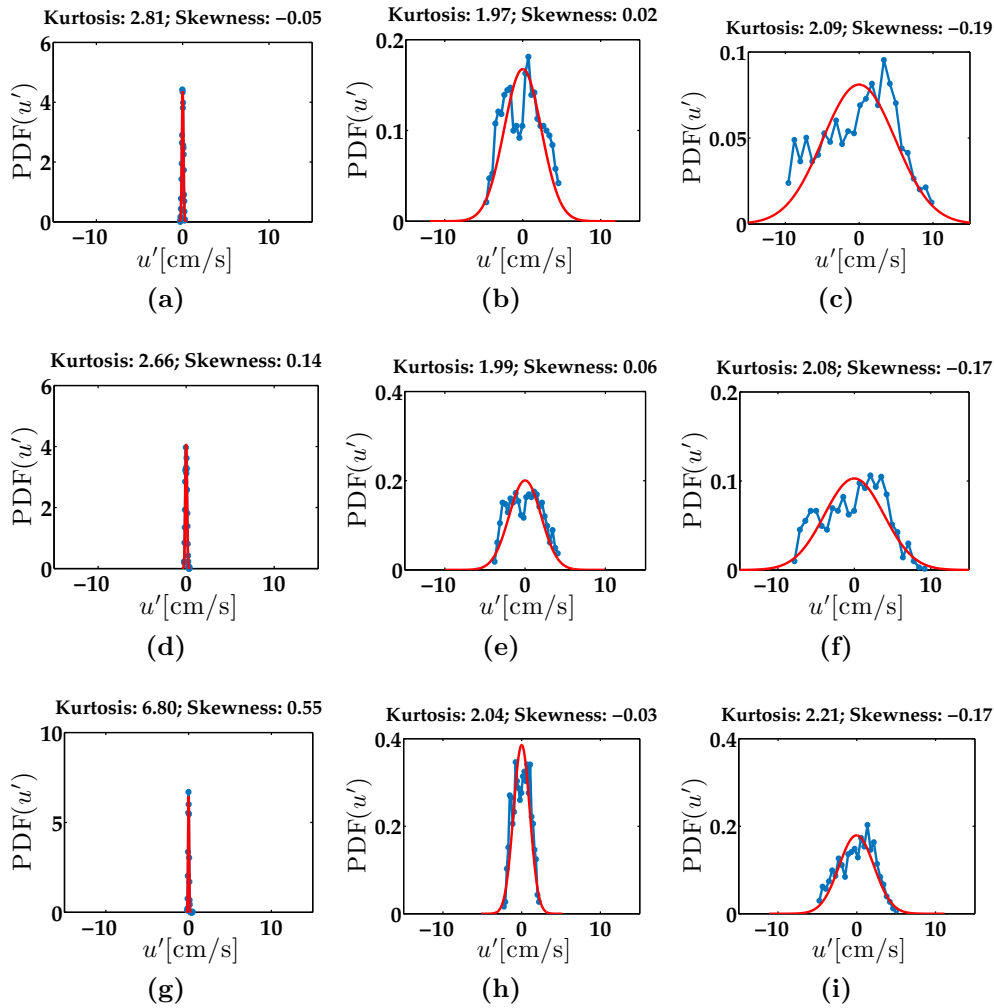 Kurtosis: 2.81; Skewness: −0.05
6
4
2
0
−10 0 10
PDF(u′)
u′[cm/s]
(a)
Kurtosis: 1.97; Skewness: 0.02
0.2
0.1
0
−10 0 10
PDF(u′)
u′[cm/s]
(b)
Kurtosis: 2.09; Skewness: −0.19
0.1
0.05
0
−10 0 10
PDF(u′)
u′[cm/s]
(c)
Kurtosis: 2.66; Skewness: 0.14
6
4
2
0
−10 0 10
PDF(u′)
u′[cm/s]
(d)
Kurtosis: 1.99; Skewness: 0.06
0.4
0.2
0
−10 0 10
PDF(u′)
u′[cm/s]
(e)
Kurtosis: 2.08; Skewness: −0.17
0.2
0.1
0
−10 0 10
PDF(u′)
u′[cm/s]
(f)
Kurtosis: 6.80; Skewness: 0.55
10
5
0
−10 0 10
PDF(u′)
u′[cm/s]
(g)
Kurtosis: 2.04; Skewness: −0.03
0.4
0.2
0
−10 0 10
PDF(u′)
u′[cm/s]
(h)
Kurtosis: 2.21; Skewness: −0.17
0.4
0.2
0
−10 0 10
PDF(u′)
u′[cm/s]
(i)